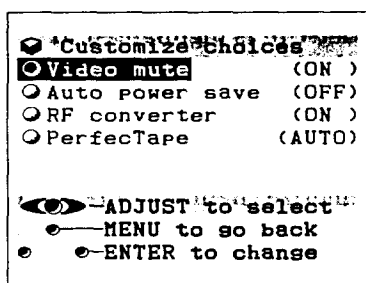 Customize choices
Video mute (ON )
Auto power save (OFF)
RF converter (ON )
PerfecTape (AUTO)
ADJUST to select
MENU to go back
ENTER to change